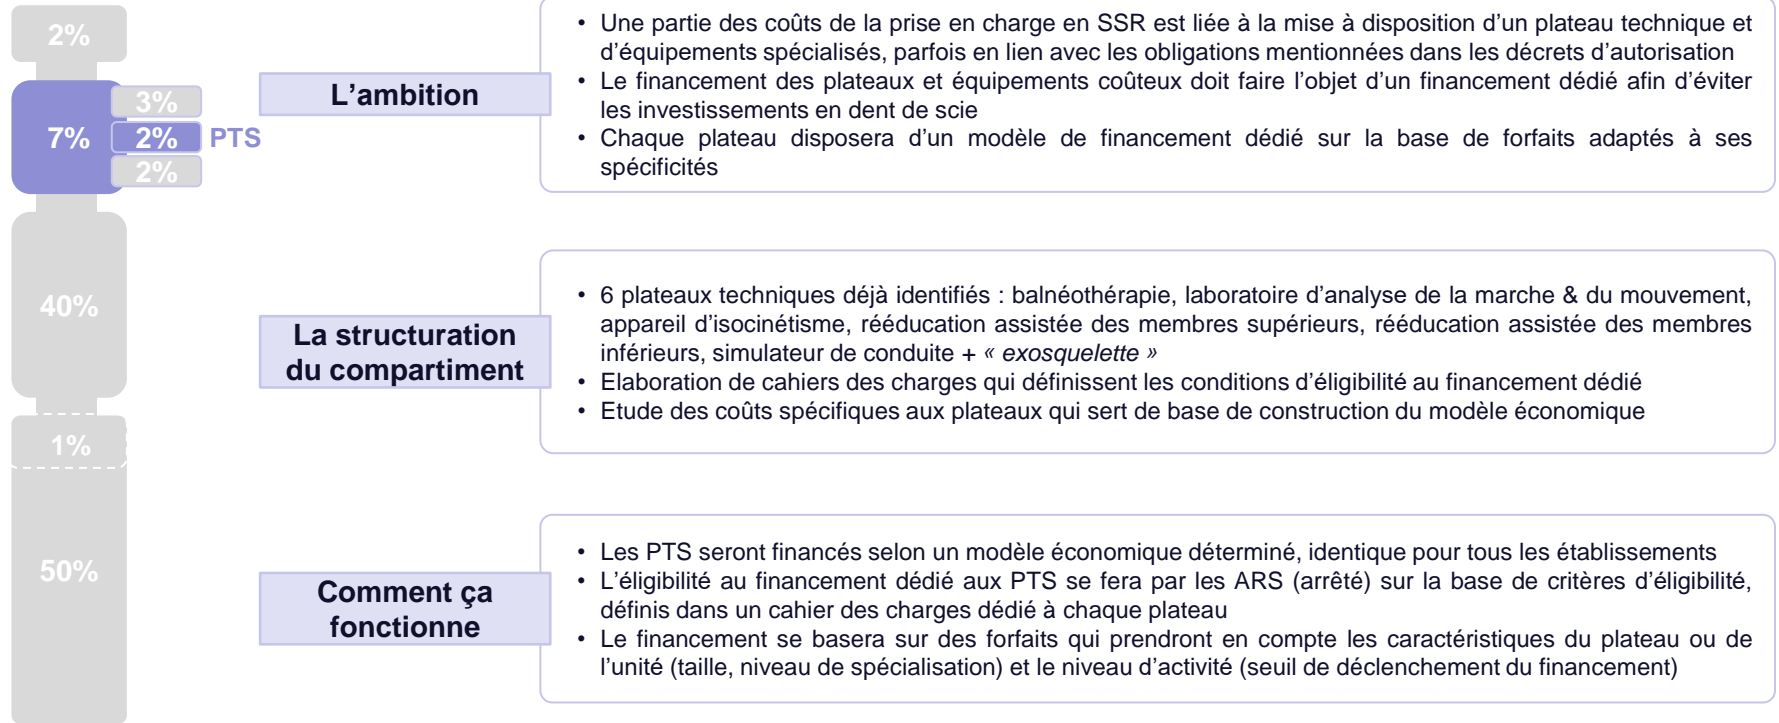 2%
3%
7%
2%
PTS
2%
40%
1%
50%
L’ambition
• Une partie des coûts de la prise en charge en SSR est liée à la mise à disposition d’un plateau technique et
d’équipements spécialisés, parfois en lien avec les obligations mentionnées dans les décrets d’autorisation
• Le financement des plateaux et équipements coûteux doit faire l’objet d’un financement dédié afin d’éviter
les investissements en dent de scie
• Chaque plateau disposera d’un modèle de financement dédié sur la base de forfaits adaptés à ses
spécificités
La structuration
du compartiment
• 6 plateaux techniques déjà identifiés : balnéothérapie, laboratoire d’analyse de la marche & du mouvement,
appareil d’isocinétisme, rééducation assistée des membres supérieurs, rééducation assistée des membres
inférieurs, simulateur de conduite + « exosquelette »
• Elaboration de cahiers des charges qui définissent les conditions d’éligibilité au financement dédié
• Etude des coûts spécifiques aux plateaux qui sert de base de construction du modèle économique
Comment ça
fonctionne
• Les PTS seront financés selon un modèle économique déterminé, identique pour tous les établissements
• L’éligibilité au financement dédié aux PTS se fera par les ARS (arrêté) sur la base de critères d’éligibilité,
définis dans un cahier des charges dédié à chaque plateau
• Le financement se basera sur des forfaits qui prendront en compte les caractéristiques du plateau ou de
l’unité (taille, niveau de spécialisation) et le niveau d’activité (seuil de déclenchement du financement)